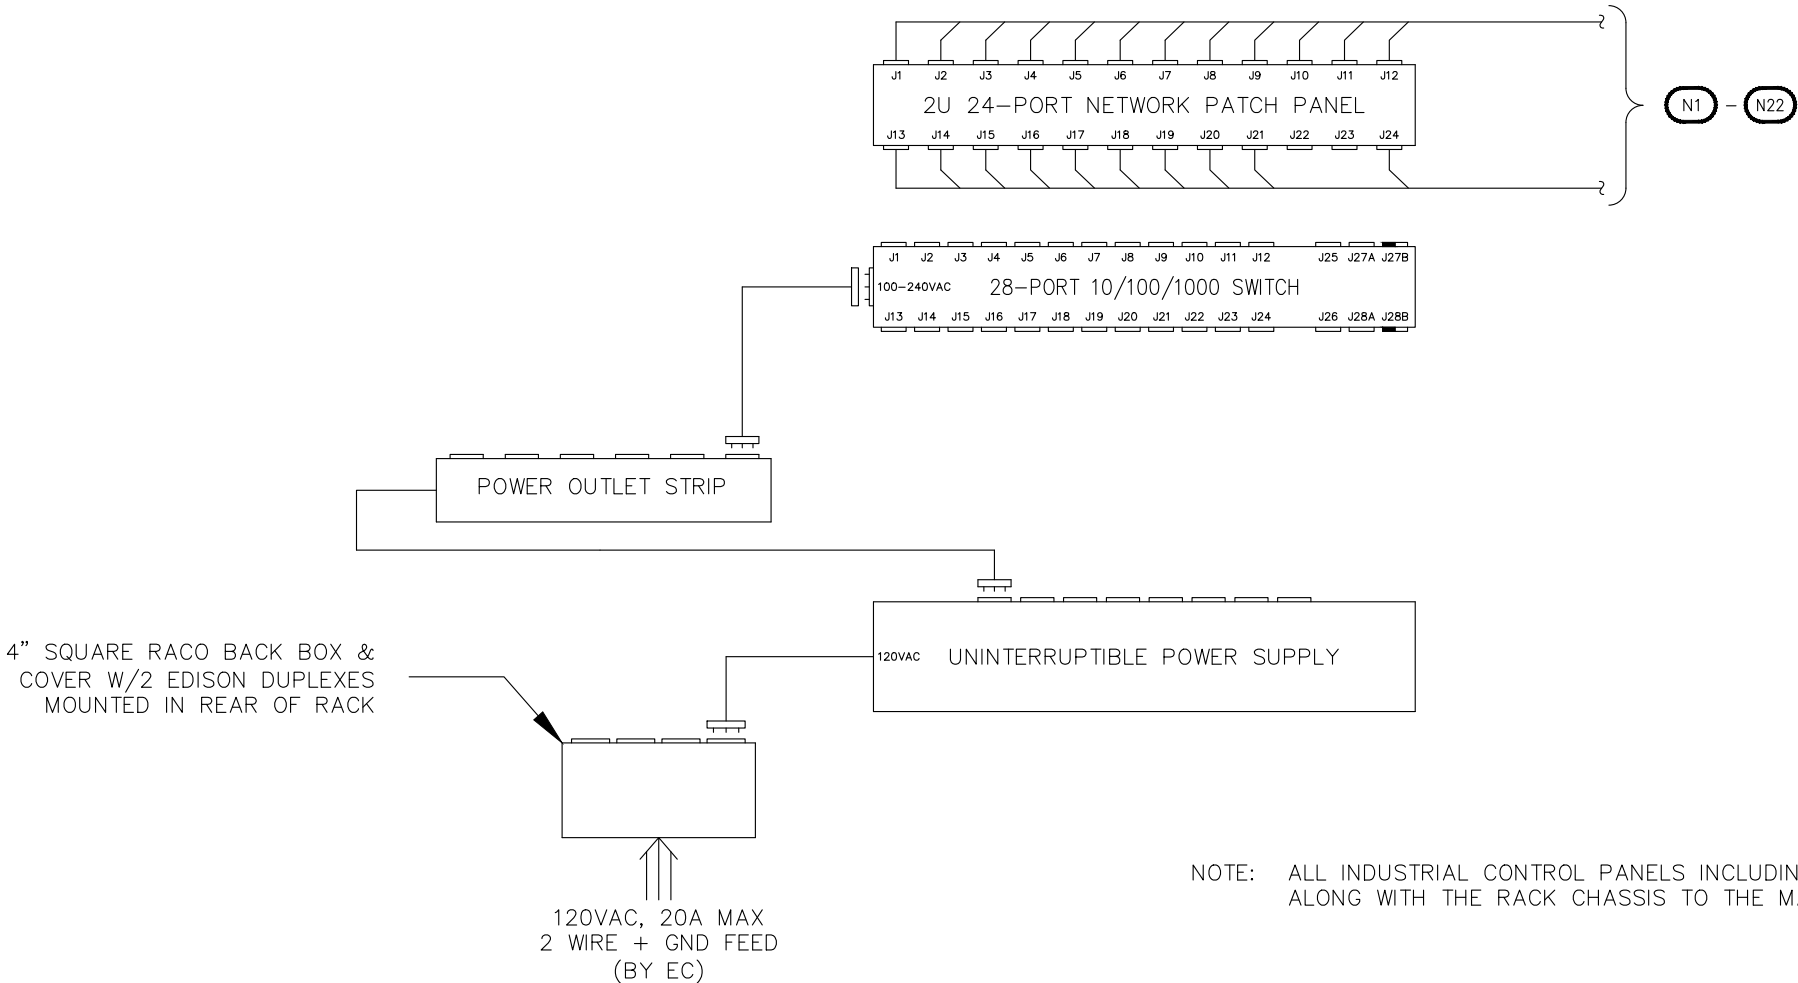 J1 J2 J3 J4 J5 J6 J7 J8 J9 J10 J11 J12
2U 24-PORT NETWORK PATCH PANEL
J13 J14 J15 J16 J17 J18 J19 J20 J21 J22 J23 J24
N1 - N22
J1 J2 J3 J4 J5 J6 J7 J8 J9 J10 J11 J12 J25 J27A J27B
100-240VAC 28-PORT 10/100/1000 SWITCH
J13 J14 J15 J16 J17 J18 J19 J20 J21 J22 J23 J24 J26 J28A J28B
POWER OUTLET STRIP
120VAC UNINTERRUPTIBLE POWER SUPPLY
4" SQUARE RACO BACK BOX &
COVER W/2 EDISON DUPLEXES
MOUNTED IN REAR OF RACK
120VAC, 20A MAX
2 WIRE + GND FEED
(BY EC)
NOTE: ALL INDUSTRIAL CONTROL PANELS INCLUDIN
ALONG WITH THE RACK CHASSIS TO THE M